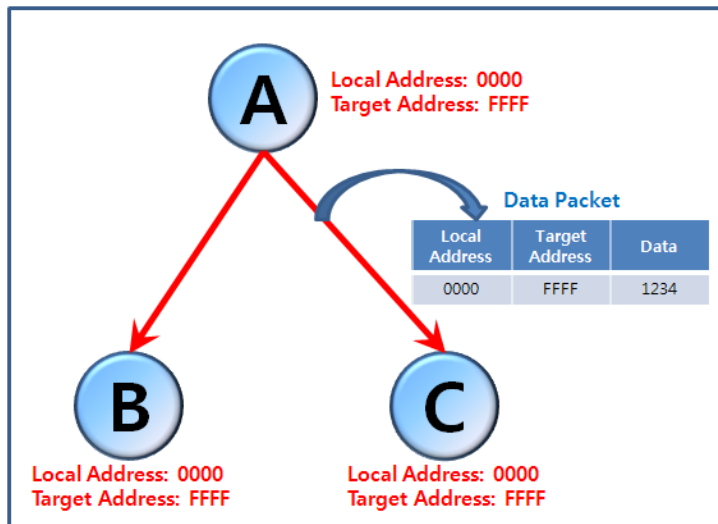 A
Local Address: 0000
Target Address: FFFF
Data Packet
Local Address
Target Address
Data
0000
FFFF
1234
B
Local Address: 0000
Target Address: FFFF
C
Local Address: 0000
Target Address: FFFF